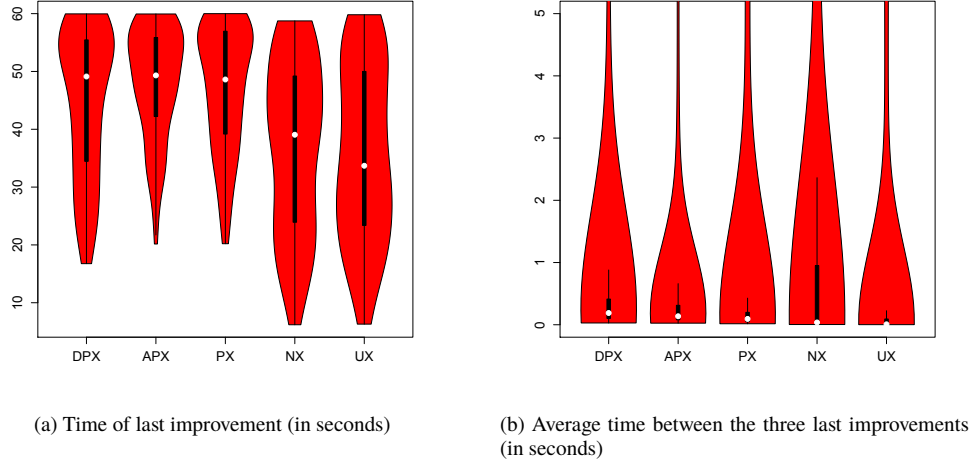 60
50
40
30
20
10
DPX APX PX NX UX
5
4
3
2
1
0
DPX APX PX NX UX
(a) Time of last improvement (in seconds)
(b) Average time between the three last improvements
(in seconds)